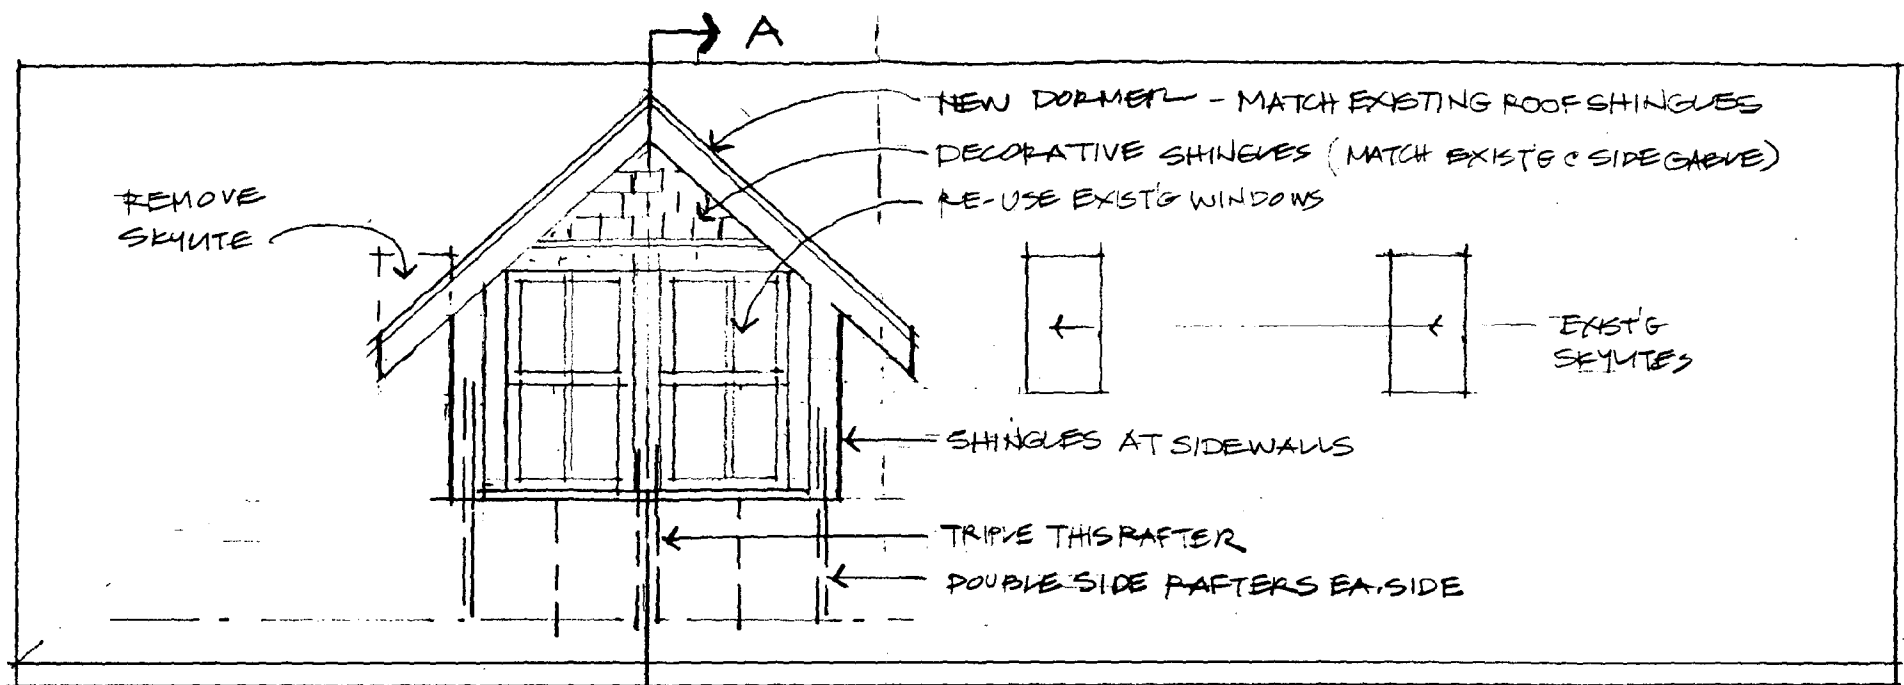 A
NEW DORMER - MATCH EXISTING ROOF SHINGLES
DECORATIVE SHINGLES (MATCH EXIST'G @ SIDE GABLE)
RE-USE EXIST'G WINDOWS
REMOVE
SKYLITE
EXIST'G
SKYLITES
SHINGLES AT SIDEWALLS
TRIPLE THIS RAFTER
DOUBLE SIDE RAFTERS EA. SIDE